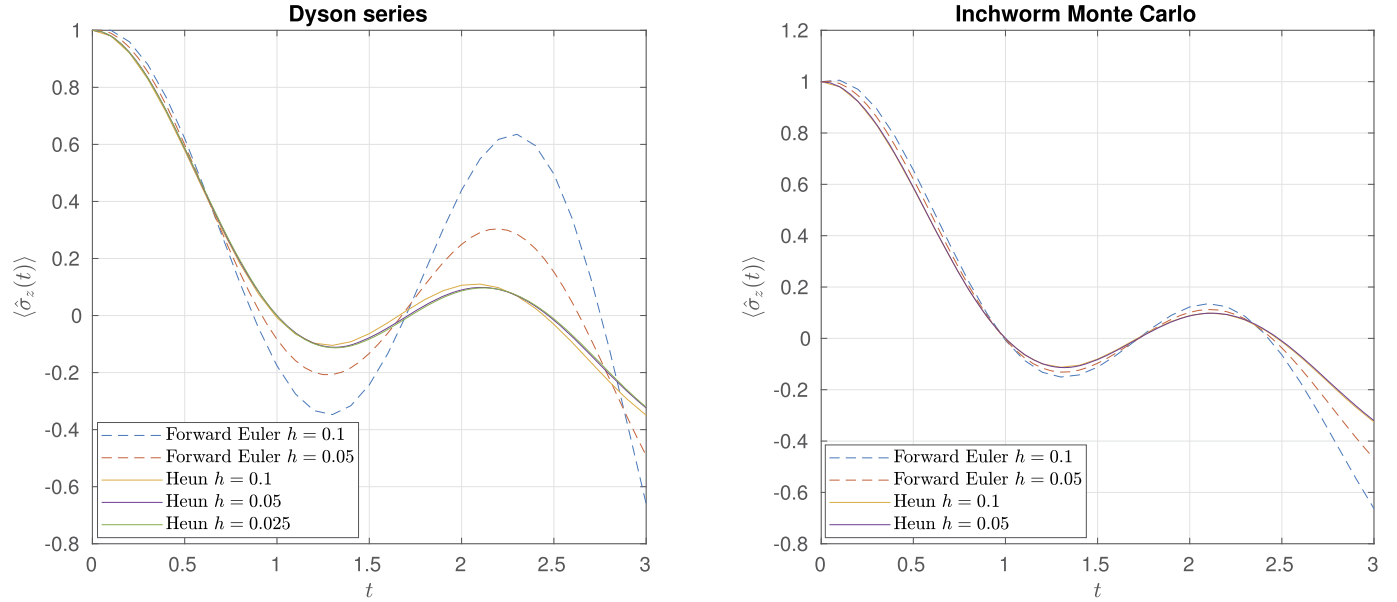 Dyson series
1
0.8
0.6
0.4
0.2
0
-0.2
-0.4
-0.6
-0.8
⟨σ̂_z(t)⟩
Forward Euler h = 0.1
Forward Euler h = 0.05
Heun h = 0.1
Heun h = 0.05
Heun h = 0.025
0 0.5 1 1.5 2 2.5 3
t
Inchworm Monte Carlo
1.2
1
0.8
0.6
0.4
0.2
0
-0.2
-0.4
-0.6
-0.8
⟨σ̂_z(t)⟩
Forward Euler h = 0.1
Forward Euler h = 0.05
Heun h = 0.1
Heun h = 0.05
0 0.5 1 1.5 2 2.5 3
t